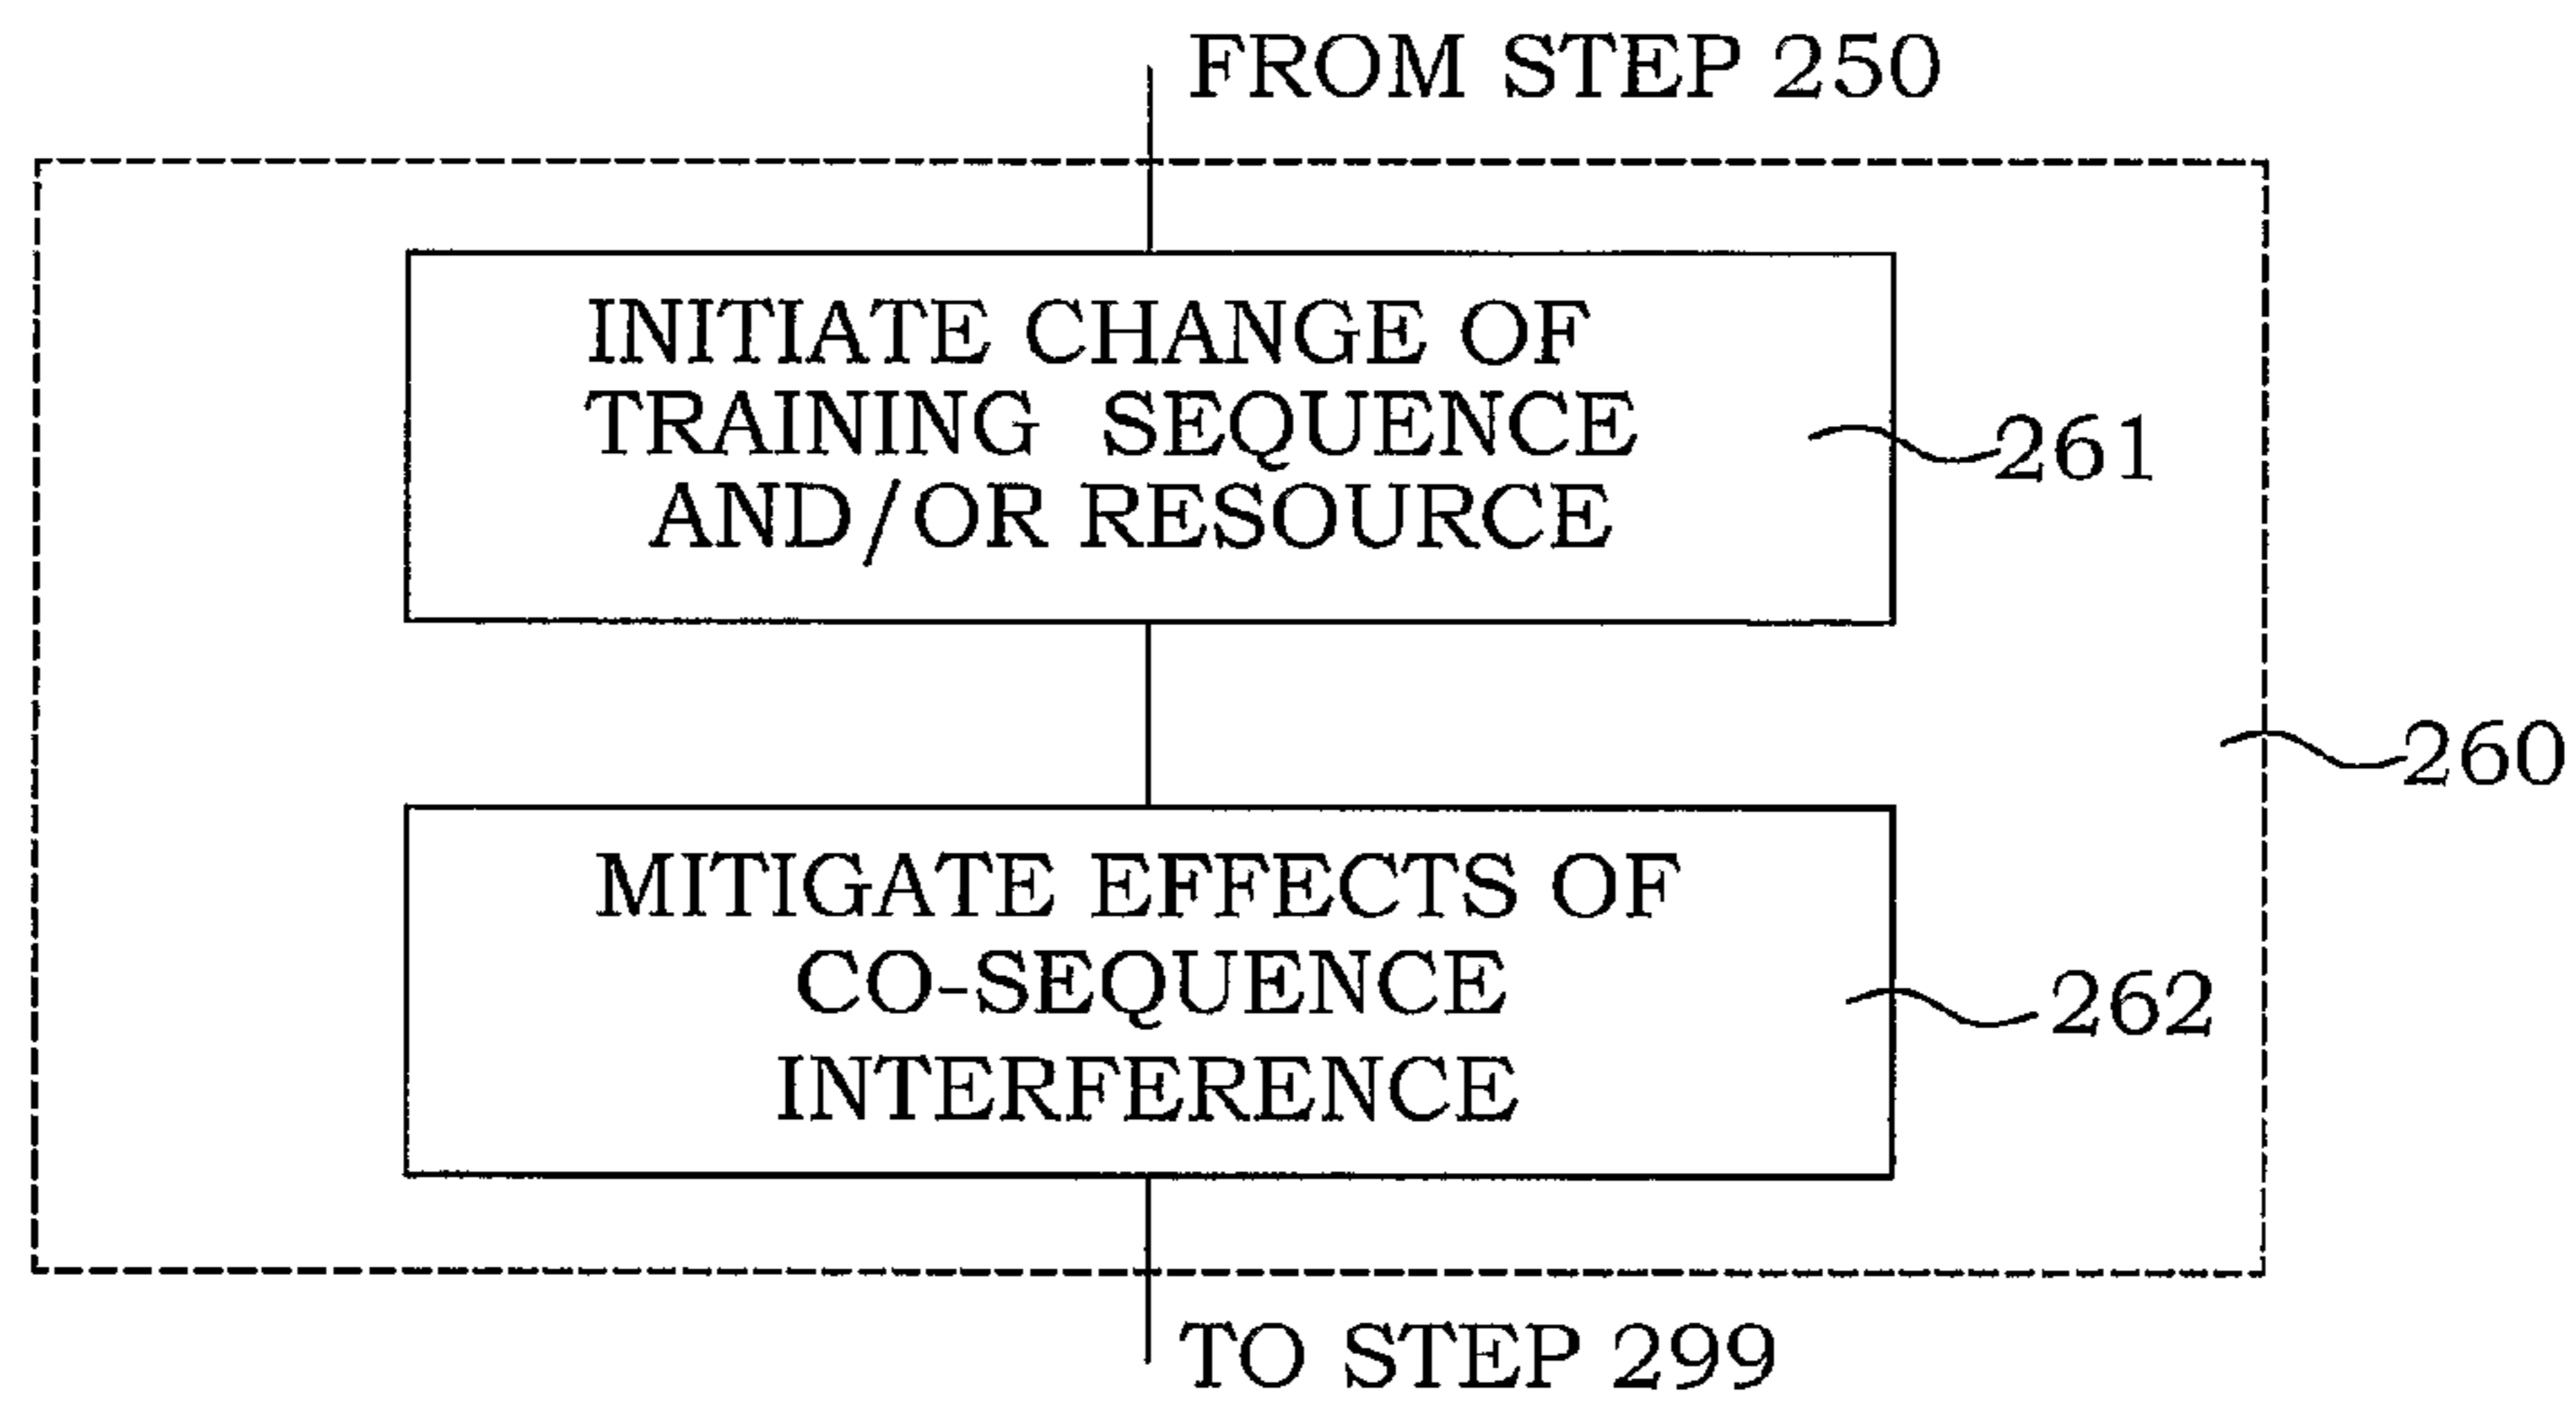 FROM STEP 250
INITIATE CHANGE OF
TRAINING SEQUENCE
AND/OR RESOURCE
261
260
MITIGATE EFFECTS OF
CO-SEQUENCE
INTERFERENCE
262
TO STEP 299